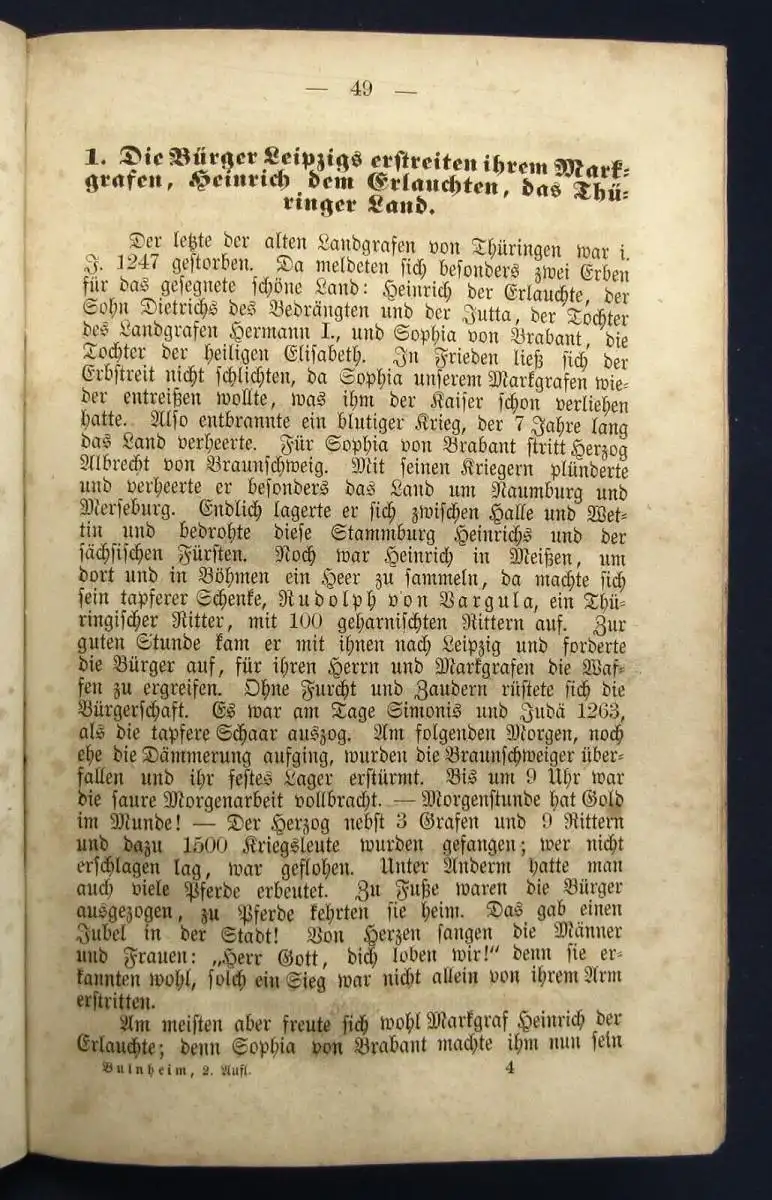 — 49 —
1. Die Bürger Leipzigs erstreiten ihrem Mark-
grafen, Heinrich dem Erlauchten, das Thü-
ringer Land.
Der letzte der alten Landgrafen von Thüringen war i.
J. 1247 gestorben. Da meldeten sich besonders zwei Erben
für das gesegnete schöne Land: Heinrich der Erlauchte, der
Sohn Dietrichs des Bedrängten und der Jutta, der Tochter
des Landgrafen Hermann I., und Sophia von Brabant, die
Tochter der heiligen Elisabeth. In Frieden ließ sich der
Erbstreit nicht schlichten, da Sophia unserem Markgrafen wie-
der entreißen wollte, was ihm der Kaiser schon verliehen
hatte. Also entbrannte ein blutiger Krieg, der 7 Jahre lang
das Land verheerte. Für Sophia von Brabant stritt Herzog
Albrecht von Braunschweig. Mit seinen Kriegern plünderte
und verheerte er besonders das Land um Naumburg und
Merseburg. Endlich lagerte er sich zwischen Halle und Wet-
tin und bedrohte diese Stammburg Heinrichs und der
sächsischen Fürsten. Noch war Heinrich in Meißen, um
dort und in Böhmen ein Heer zu sammeln, da machte sich
sein tapferer Schenke, Rudolph von Vargula, ein Thü-
ringischer Ritter, mit 100 geharnischten Rittern auf. Zur
guten Stunde kam er mit ihnen nach Leipzig und forderte
die Bürger auf, für ihren Herrn und Markgrafen die Waf-
fen zu ergreifen. Ohne Furcht und Zaudern rüstete sich die
Bürgerschaft. Es war am Tage Simonis und Judä 1263,
als die tapfere Schaar auszog. Am folgenden Morgen, noch
ehe die Dämmerung aufging, wurden die Braunschweiger über-
fallen und ihr festes Lager erstürmt. Bis um 9 Uhr war
die saure Morgenarbeit vollbracht. — Morgenstunde hat Gold
im Munde! — Der Herzog nebst 3 Grafen und 9 Rittern
und dazu 1500 Kriegsleute wurden gefangen; wer nicht
erschlagen lag, war geflohen. Unter Anderm hatte man
auch viele Pferde erbeutet. Zu Fuße waren die Bürger
ausgezogen, zu Pferde kehrten sie heim. Das gab einen
Jubel in der Stadt! Von Herzen sangen die Männer
und Frauen: „Herr Gott, dich loben wir!" denn sie er-
kannten wohl, solch ein Sieg war nicht allein von ihrem Arm
erstritten.
Am meisten aber freute sich wohl Markgraf Heinrich der
Erlauchte; denn Sophia von Brabant machte ihm nun sein
Bulnheim, 2. Aufl. 4